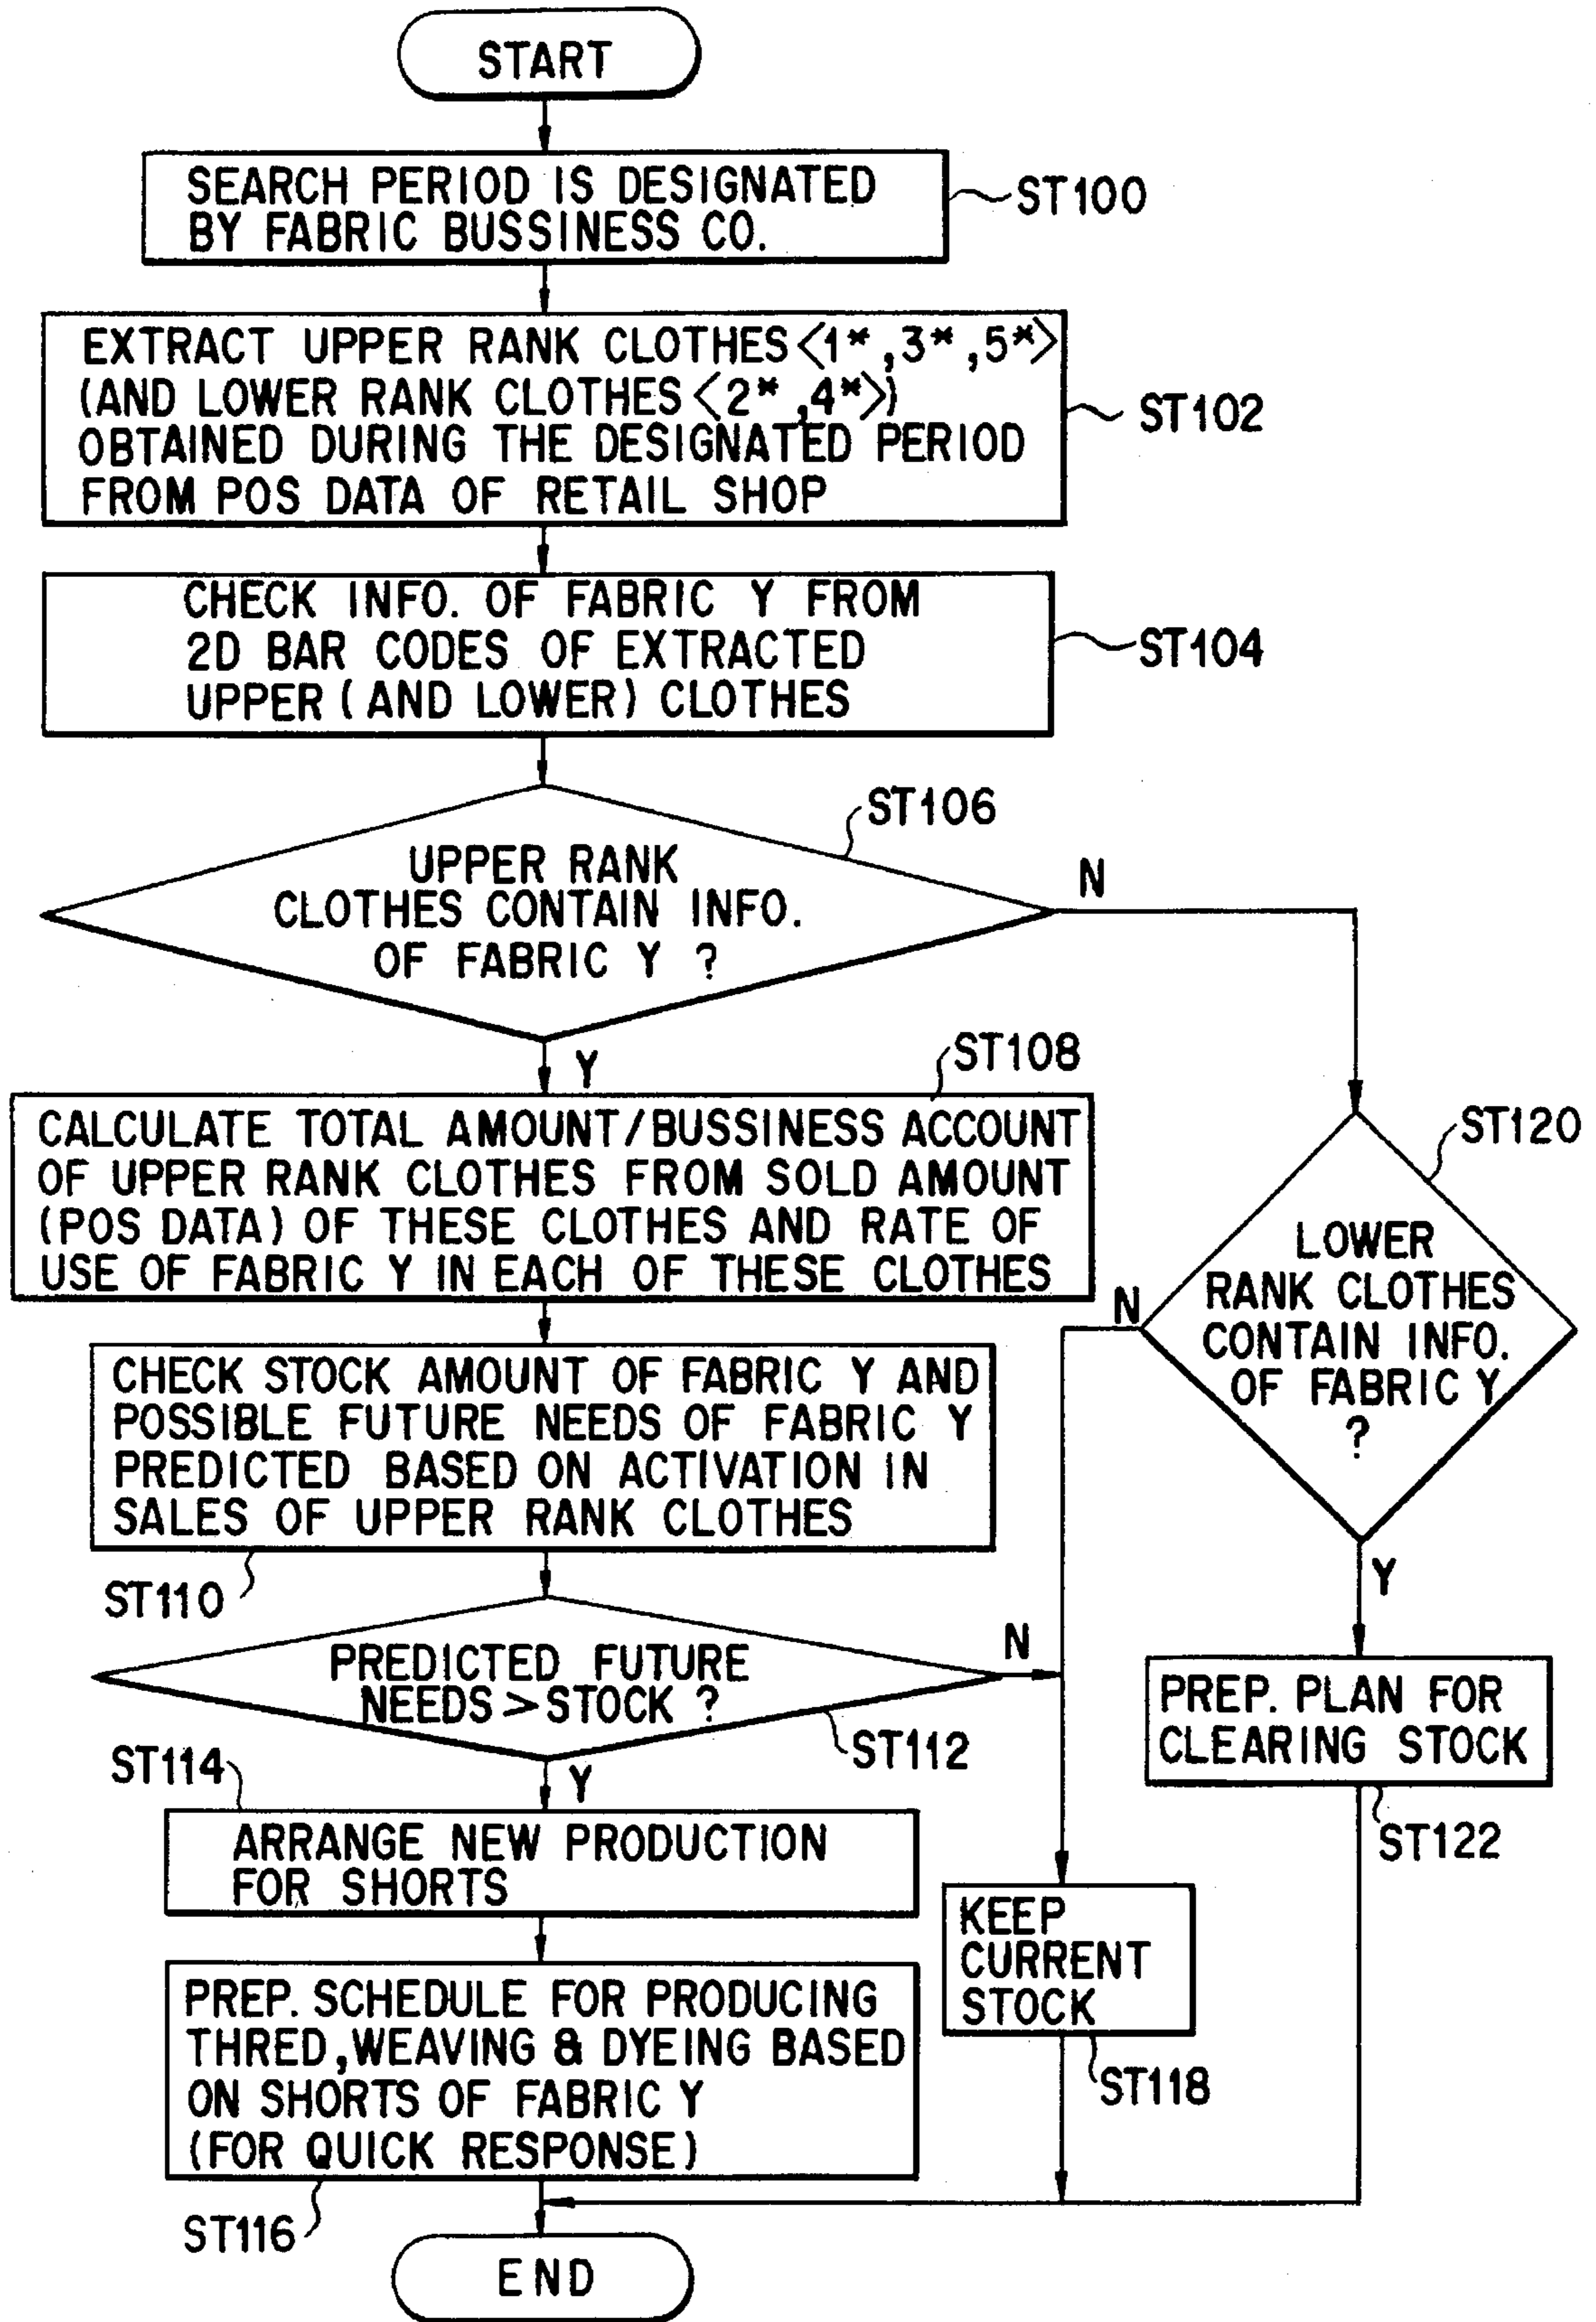 START
SEARCH PERIOD IS DESIGNATED
BY FABRIC BUSSINESS CO.
ST100
EXTRACT UPPER RANK CLOTHES<1*,3*,5*>
(AND LOWER RANK CLOTHES<2*,4*>)
OBTAINED DURING THE DESIGNATED PERIOD
FROM POS DATA OF RETAIL SHOP
ST102
CHECK INFO. OF FABRIC Y FROM
2D BAR CODES OF EXTRACTED
UPPER (AND LOWER) CLOTHES
ST104
ST106
UPPER RANK
CLOTHES CONTAIN INFO.
OF FABRIC Y ?
N
Y
ST108
CALCULATE TOTAL AMOUNT/BUSSINESS ACCOUNT
OF UPPER RANK CLOTHES FROM SOLD AMOUNT
(POS DATA) OF THESE CLOTHES AND RATE OF
USE OF FABRIC Y IN EACH OF THESE CLOTHES
ST120
LOWER
RANK CLOTHES
CONTAIN INFO.
OF FABRIC Y
?
N
Y
CHECK STOCK AMOUNT OF FABRIC Y AND
POSSIBLE FUTURE NEEDS OF FABRIC Y
PREDICTED BASED ON ACTIVATION IN
SALES OF UPPER RANK CLOTHES
ST110
PREDICTED FUTURE
NEEDS>STOCK ?
N
ST112
Y
PREP. PLAN FOR
CLEARING STOCK
ST122
ST114
ARRANGE NEW PRODUCTION
FOR SHORTS
KEEP
CURRENT
STOCK
ST118
PREP. SCHEDULE FOR PRODUCING
THRED,WEAVING & DYEING BASED
ON SHORTS OF FABRIC Y
(FOR QUICK RESPONSE)
ST116
END